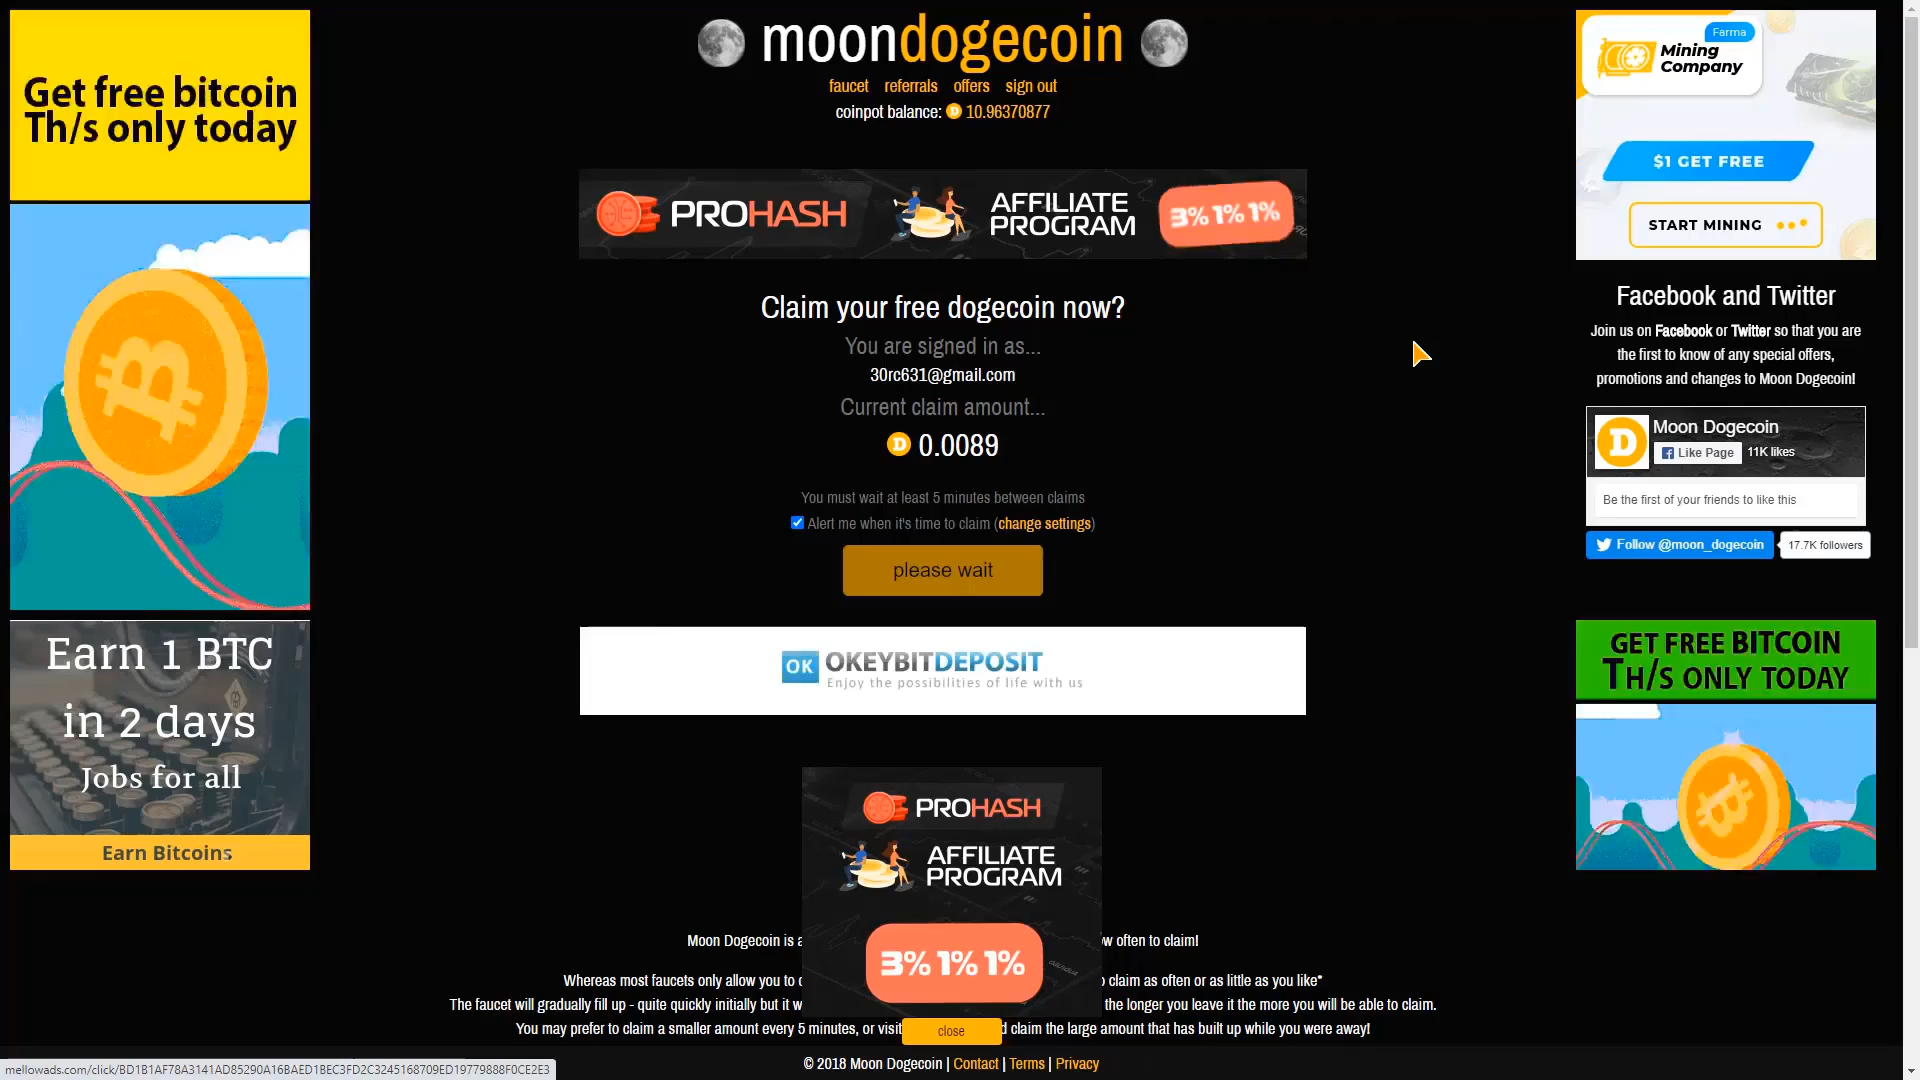 Get free bitcoin
Th/s only today
Earn 1 BTC
in 2 days
Jobs for all
Earn Bitcoins
moondogecoin
faucet referrals offers sign out
coinpot balance: 10.96370877
PROHASH AFFILIATE PROGRAM 3% 1% 1%
Claim your free dogecoin now?
You are signed in as...
30rc631@gmail.com
Current claim amount...
0.0089
You must wait at least 5 minutes between claims
Alert me when it's time to claim (change settings)
please wait
OK OKEYBITDEPOSIT
Enjoy the possibilities of life with us
PROHASH
AFFILIATE
PROGRAM
3% 1% 1%
Moon Dogecoin is a
w often to claim!
Whereas most faucets only allow you to
claim as often or as little as you like*
The faucet will gradually fill up - quite quickly initially but it w
the longer you leave it the more you will be able to claim.
You may prefer to claim a smaller amount every 5 minutes, or visit
claim the large amount that has built up while you were away!
close
© 2018 Moon Dogecoin | Contact | Terms | Privacy
Farma
Mining
Company
$1 GET FREE
START MINING
Facebook and Twitter
Join us on Facebook or Twitter so that you are
the first to know of any special offers,
promotions and changes to Moon Dogecoin!
Moon Dogecoin
Like Page 11K likes
Be the first of your friends to like this
Follow @moon_dogecoin 17.7K followers
GET FREE BITCOIN
TH/S ONLY TODAY
mellowads.com/click/BD1B1AF78A3141AD85290A16BAED1BEC3FD2C3245168709ED19779888F0CE2E3